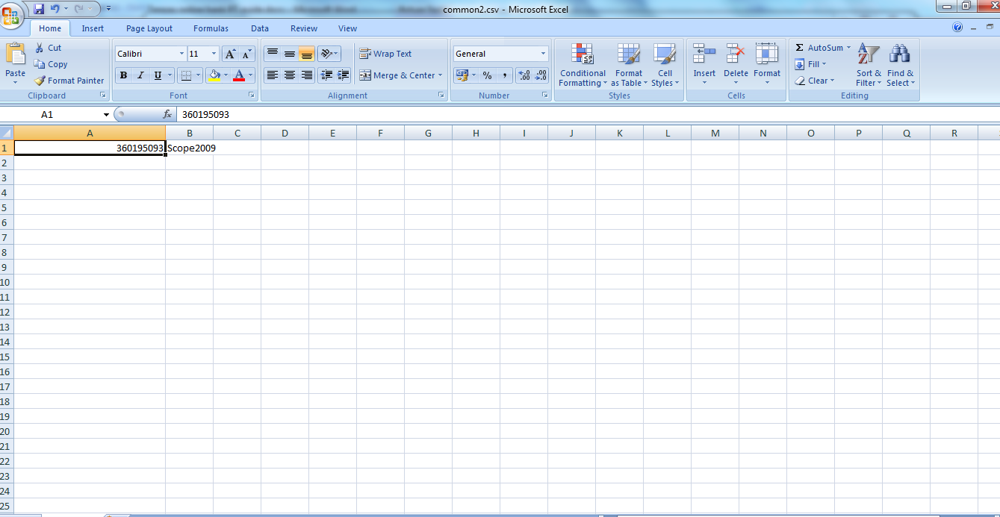 common2.csv - Microsoft Excel
Home Insert Page Layout Formulas Data Review View
Cut
Copy
Format Painter
Paste
Clipboard
Calibri 11 A A
B I U A
Font
Wrap Text
Merge & Center
Alignment
General
% ,
Number
Conditional Formatting
Format as Table
Cell Styles
Styles
Insert Delete Format
Cells
Σ AutoSum
Fill
Clear
Sort & Filter
Find & Select
Editing
A1 fx 360195093
A B C D E F G H I J K L M N O P Q R
1 360195093 Scope2009
2
3
4
5
6
7
8
9
10
11
12
13
14
15
16
17
18
19
20
21
22
23
24
25